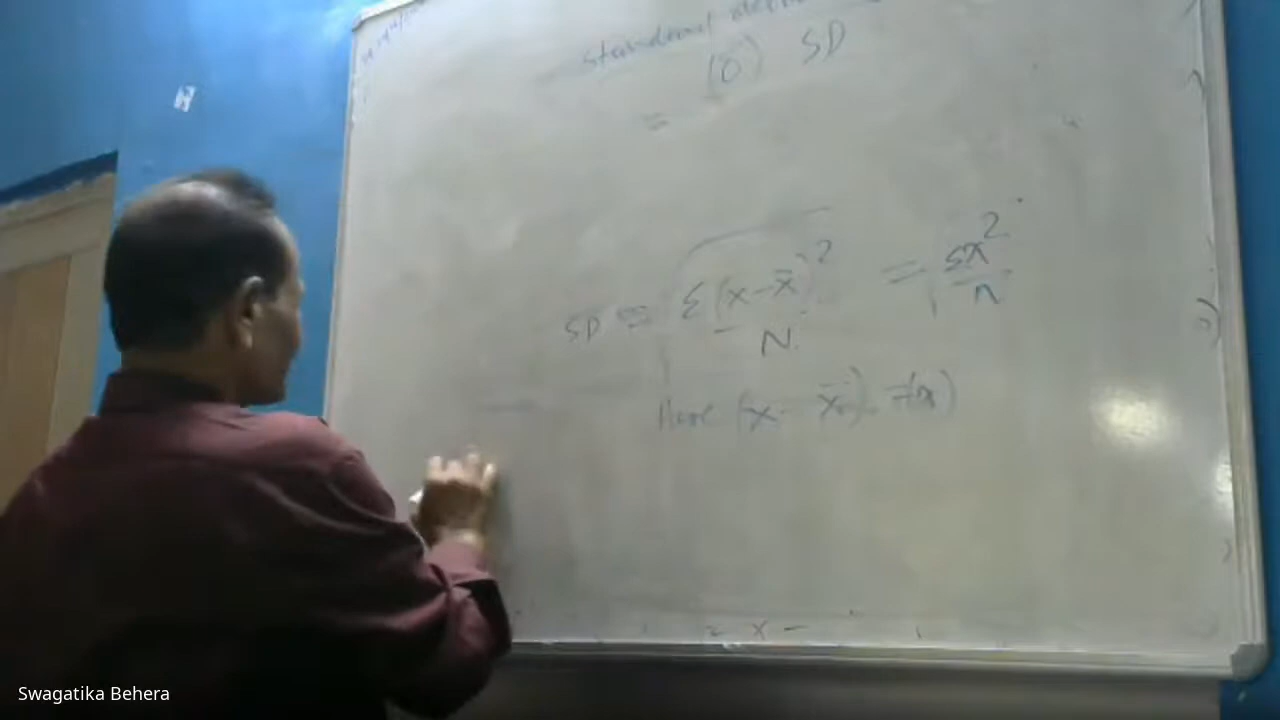 Standard
(σ) SD
=
SD = Σ(x-x̄)² / N = Σx² / n
Here (x - x̄) = (x)
= x -
Swagatika Behera